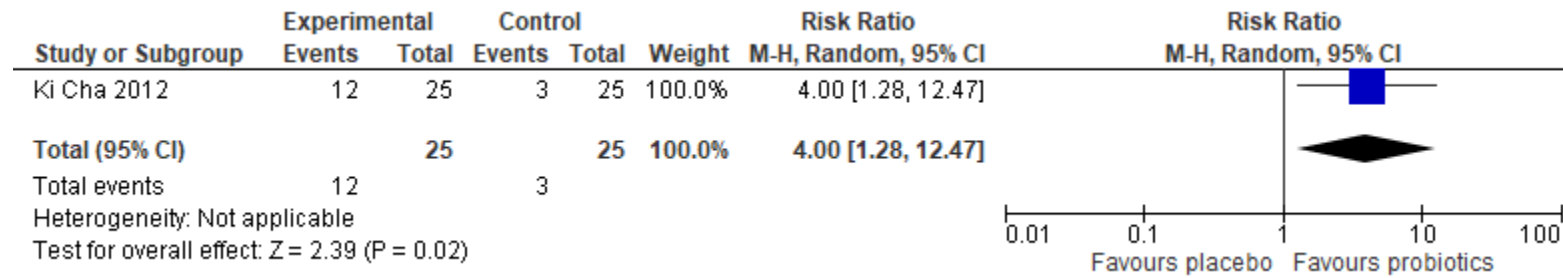 Experimental Control Risk Ratio Risk Ratio
Study or Subgroup Events Total Events Total Weight M-H, Random, 95% CI M-H, Random, 95% CI
Ki Cha 2012 12 25 3 25 100.0% 4.00 [1.28, 12.47]
Total (95% CI) 25 25 100.0% 4.00 [1.28, 12.47]
Total events 12 3
Heterogeneity: Not applicable
Test for overall effect: Z = 2.39 (P = 0.02)
0.01 0.1 1 10 100
Favours placebo Favours probiotics